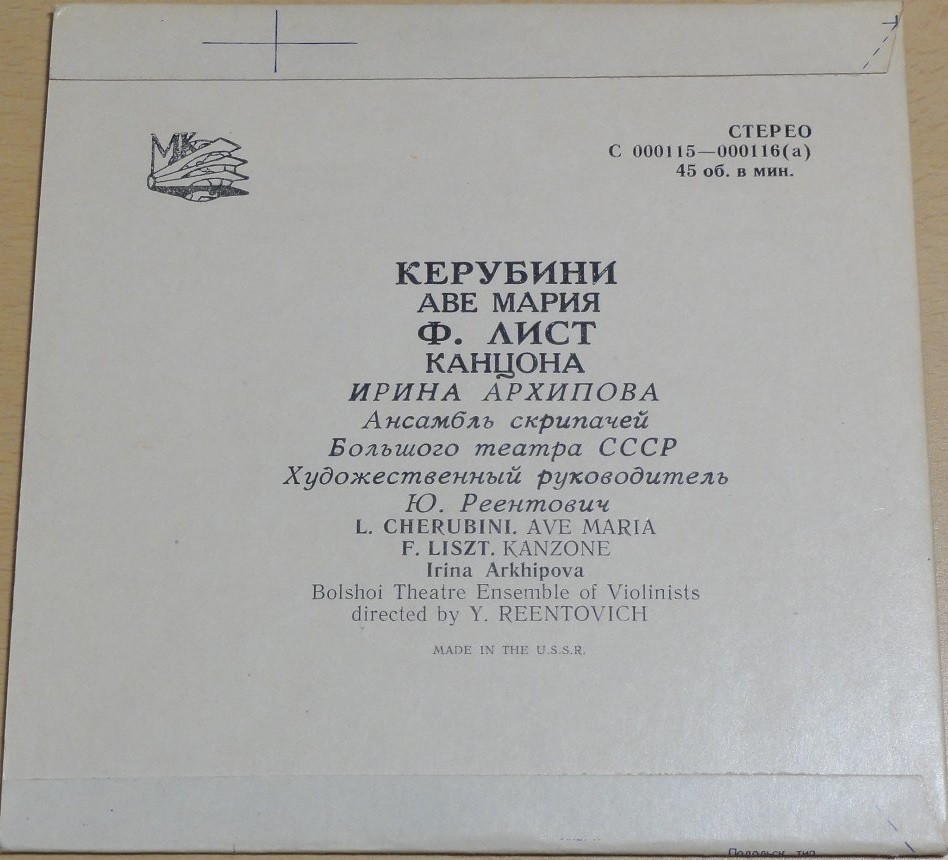 МК
СТЕРЕО
С 000115—000116(а)
45 об. в мин.
КЕРУБИНИ
АВЕ МАРИЯ
Ф. ЛИСТ
КАНЦОНА
ИРИНА АРХИПОВА
Ансамбль скрипачей
Большого театра СССР
Художественный руководитель
Ю. Реентович
L. CHERUBINI. AVE MARIA
F. LISZT. KANZONE
Irina Arkhipova
Bolshoi Theatre Ensemble of Violinists
directed by Y. REENTOVICH
MADE IN THE U.S.S.R.
Подольск. тип.